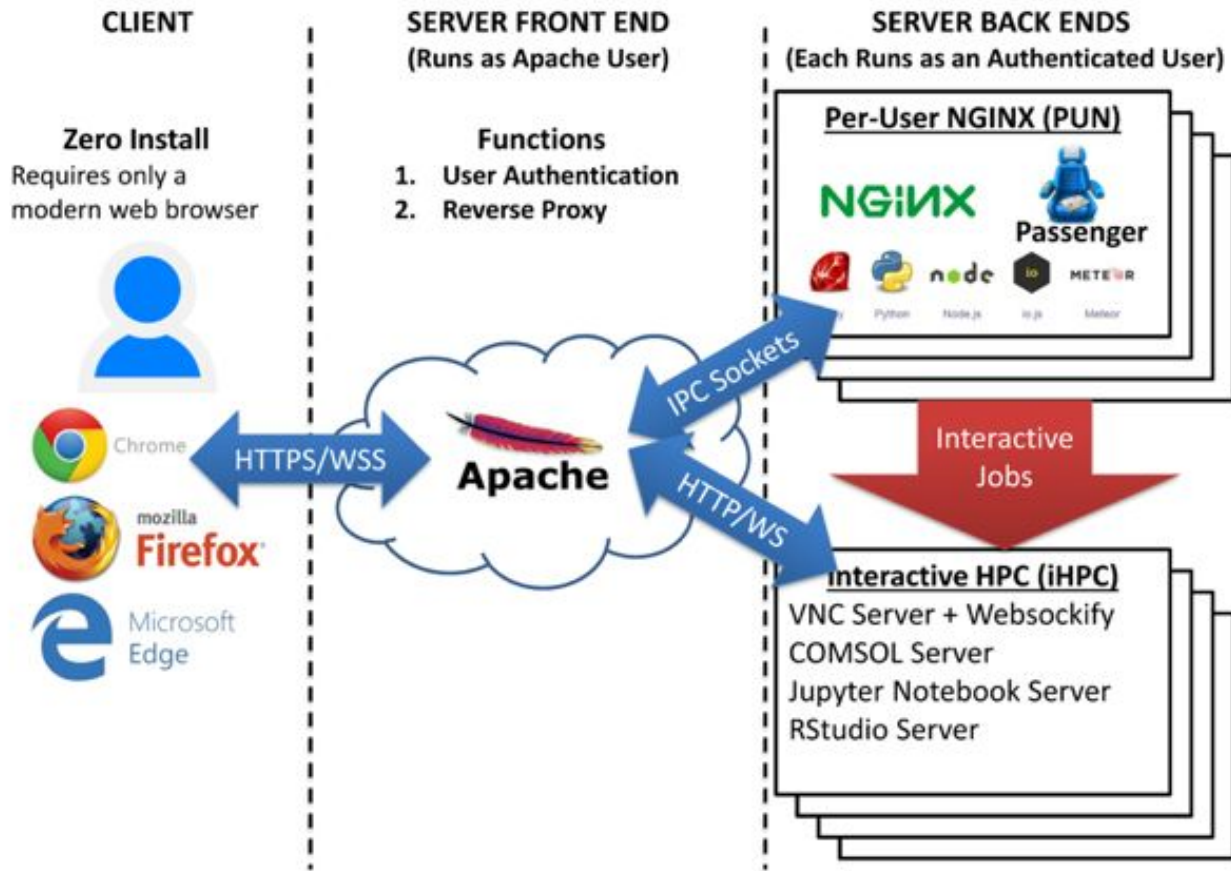 CLIENT
Zero Install
Requires only a
modern web browser
Chrome
mozilla
Firefox
Microsoft
Edge
HTTPS/WSS
SERVER FRONT END
(Runs as Apache User)
Functions
1. User Authentication
2. Reverse Proxy
Apache
IPC Sockets
HTTP/WS
SERVER BACK ENDS
(Each Runs as an Authenticated User)
Per-User NGINX (PUN)
NGiNX
Passenger
node
io
METEOR
Python
Node.js
io.js
Meteor
Interactive
Jobs
Interactive HPC (iHPC)
VNC Server + Websockify
COMSOL Server
Jupyter Notebook Server
RStudio Server